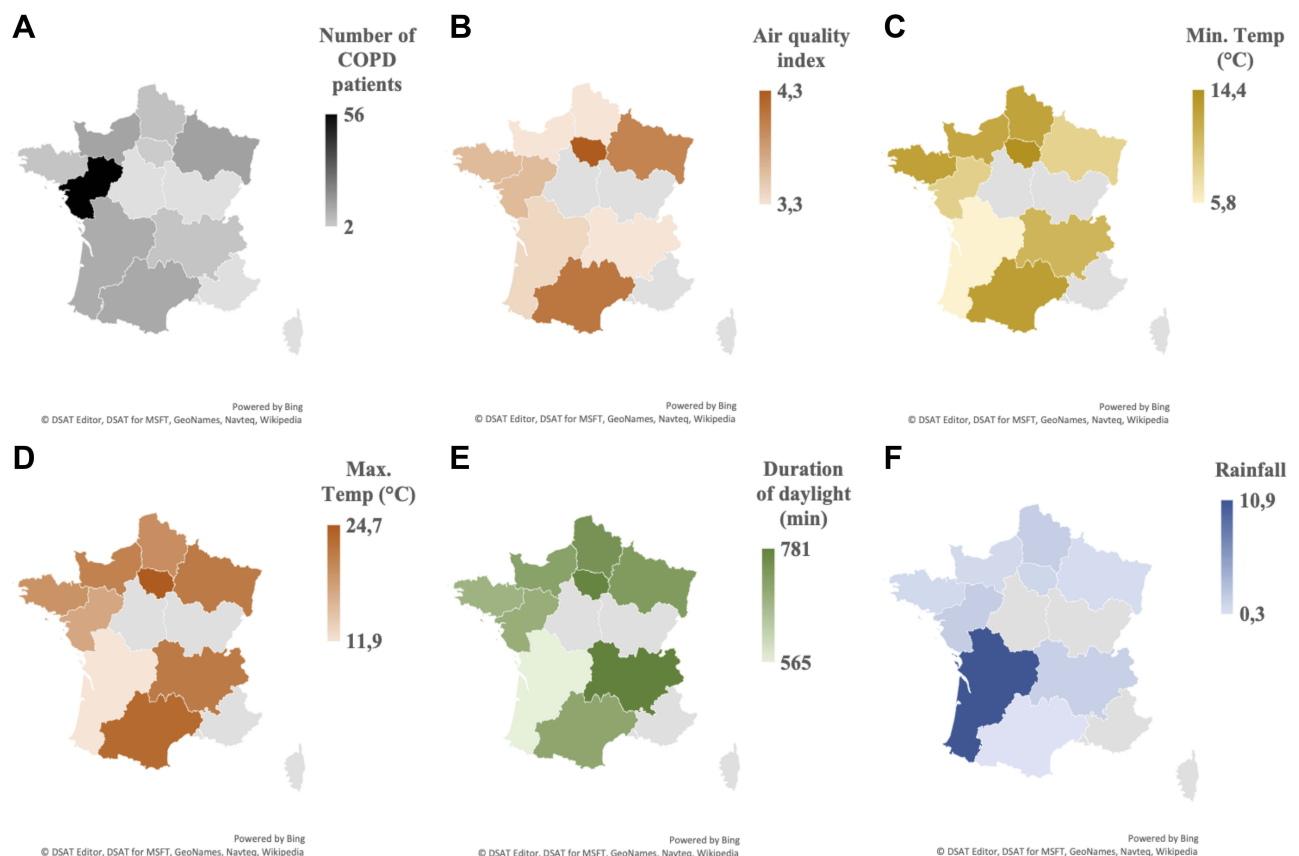 A
Number of
COPD
patients
56
2
Powered by Bing
© DSAT Editor, DSAT for MSFT, GeoNames, Navteq, Wikipedia
B
Air quality
index
4,3
3,3
Powered by Bing
© DSAT Editor, DSAT for MSFT, GeoNames, Navteq, Wikipedia
C
Min. Temp
(°C)
14,4
5,8
Powered by Bing
© DSAT Editor, DSAT for MSFT, GeoNames, Navteq, Wikipedia
D
Max.
Temp (°C)
24,7
11,9
Powered by Bing
© DSAT Editor, DSAT for MSFT, GeoNames, Navteq, Wikipedia
E
Duration
of daylight
(min)
781
565
Powered by Bing
© DSAT Editor, DSAT for MSFT, GeoNames, Navteq, Wikipedia
F
Rainfall
10,9
0,3
Powered by Bing
© DSAT Editor, DSAT for MSFT, GeoNames, Navteq, Wikipedia